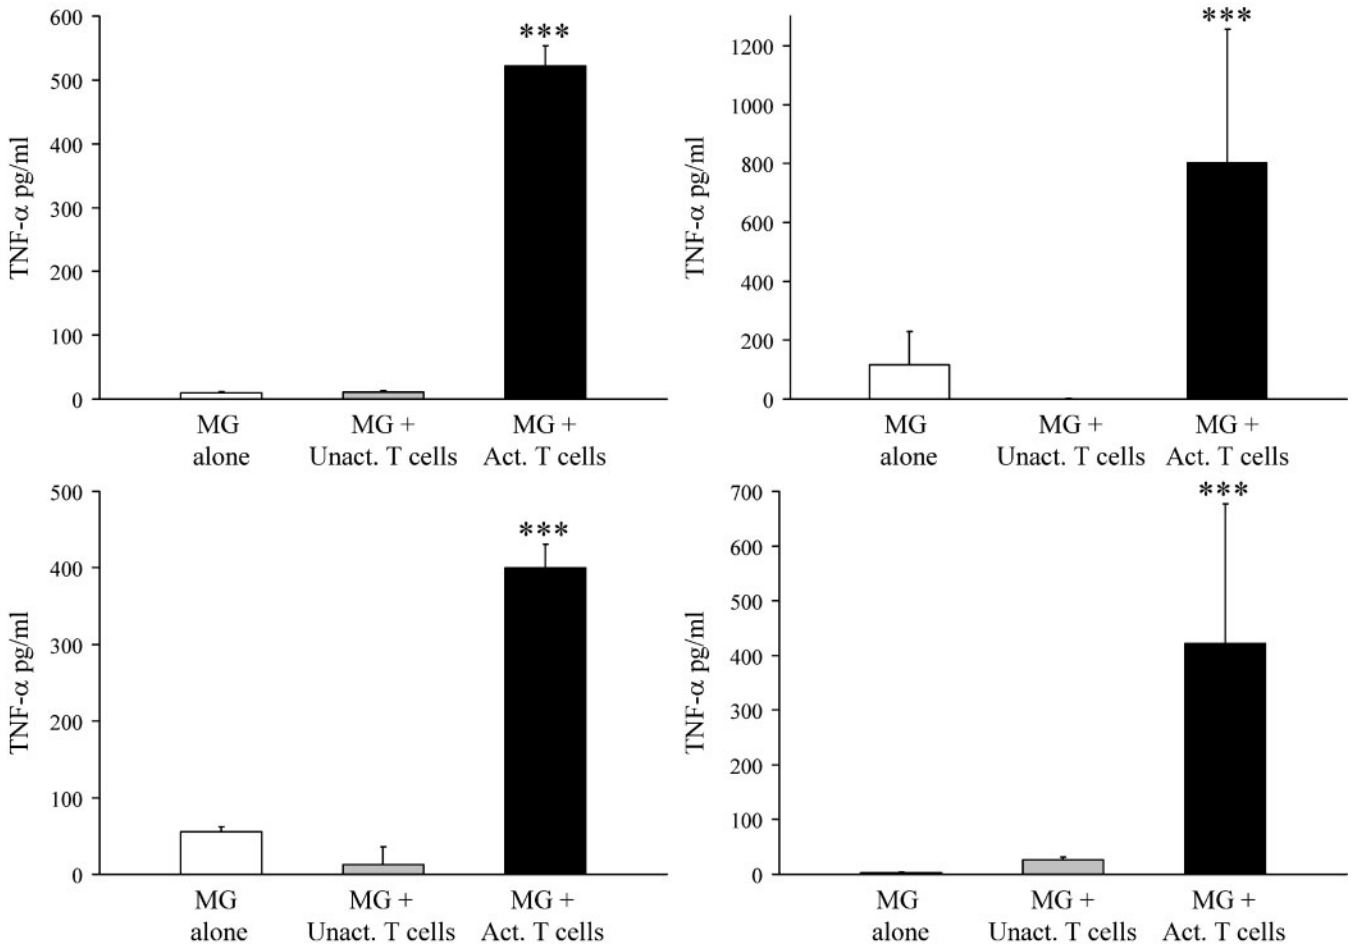 600
500
400
300
200
100
0
TNF-α pg/ml
***
MG alone
MG + Unact. T cells
MG + Act. T cells
1200
1000
800
600
400
200
0
TNF-α pg/ml
***
MG alone
MG + Unact. T cells
MG + Act. T cells
500
400
300
200
100
0
TNF-α pg/ml
***
MG alone
MG + Unact. T cells
MG + Act. T cells
700
600
500
400
300
200
100
0
TNF-α pg/ml
***
MG alone
MG + Unact. T cells
MG + Act. T cells